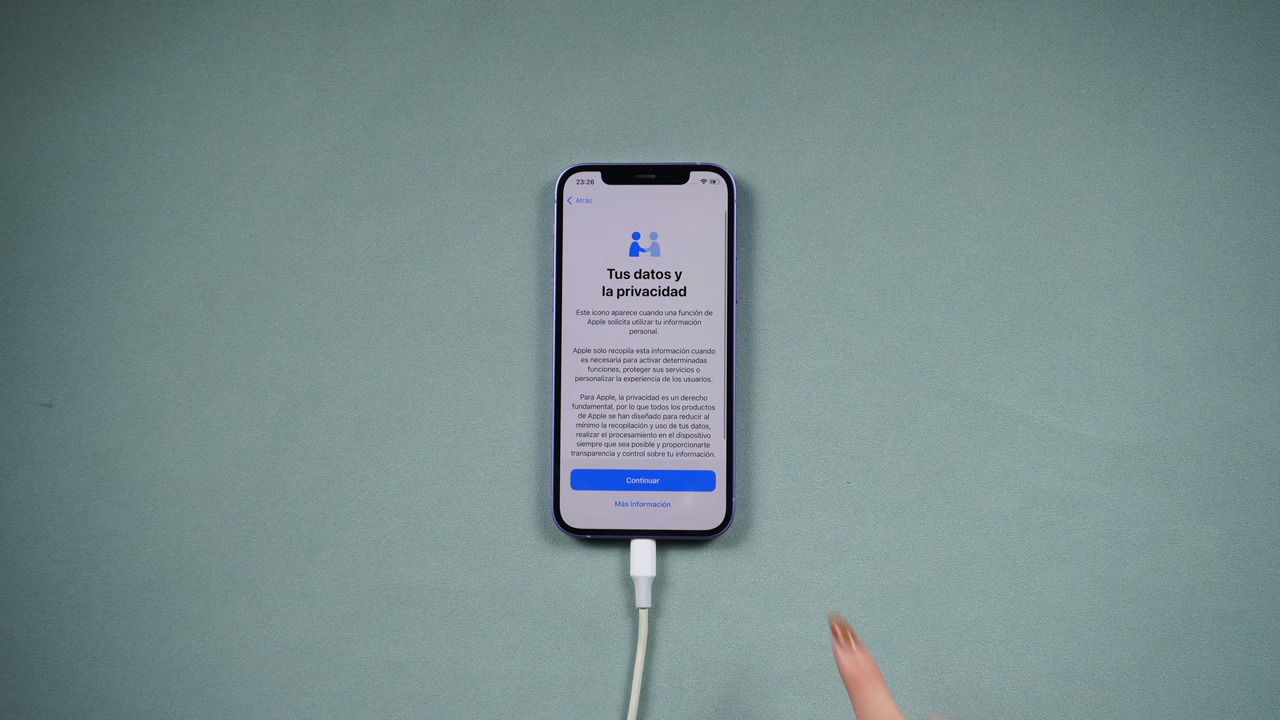 23:26
Atrás
Tus datos y
la privacidad
Este icono aparece cuando una función de
Apple solicita utilizar tu información
personal.
Apple solo recopila esta información cuando
es necesaria para activar determinadas
funciones, proteger sus servicios o
personalizar la experiencia de los usuarios.
Para Apple, la privacidad es un derecho
fundamental, por lo que todos los productos
de Apple se han diseñado para reducir al
mínimo la recopilación y uso de tus datos,
realizar el procesamiento en el dispositivo
siempre que sea posible y proporcionarte
transparencia y control sobre tu información.
Continuar
Más información